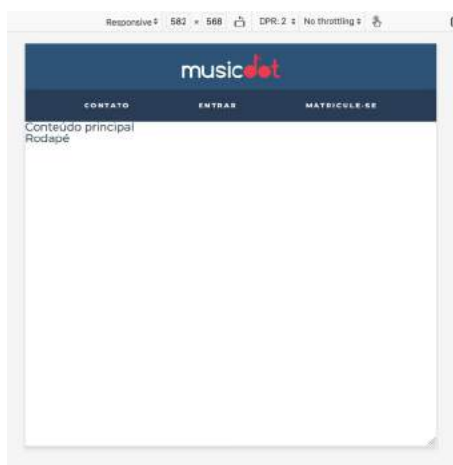 Responsive 582 × 568 DPR: 2 No throttling
musicdot
CONTATO ENTRAR MATRICULE-SE
Conteúdo principal
Rodapé